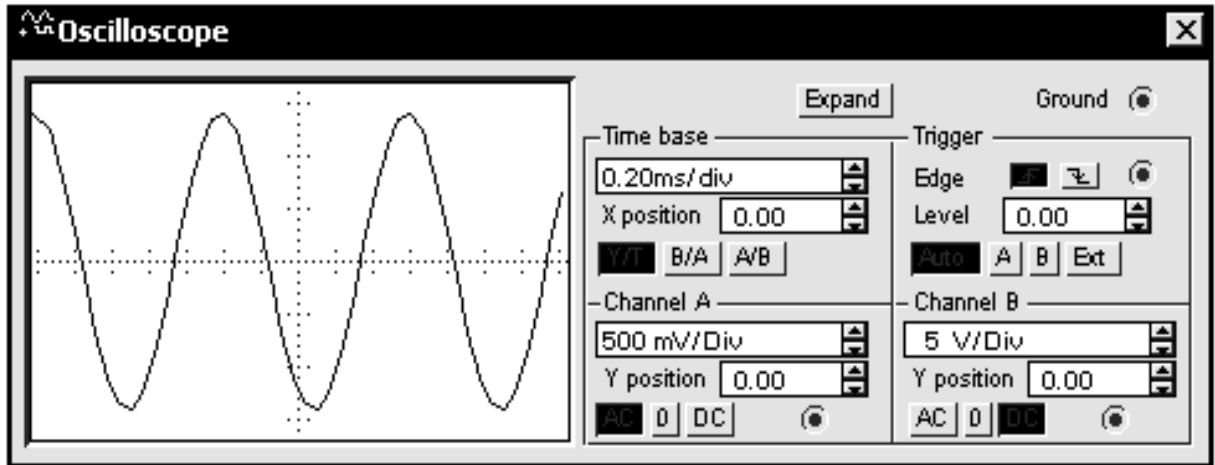 Oscilloscope
Expand
Ground
Time base
0.20ms/div
X position 0.00
Y/T B/A A/B
Trigger
Edge
Level 0.00
Auto A B Ext
Channel A
500 mV/Div
Y position 0.00
AC 0 DC
Channel B
5 V/Div
Y position 0.00
AC 0 DC